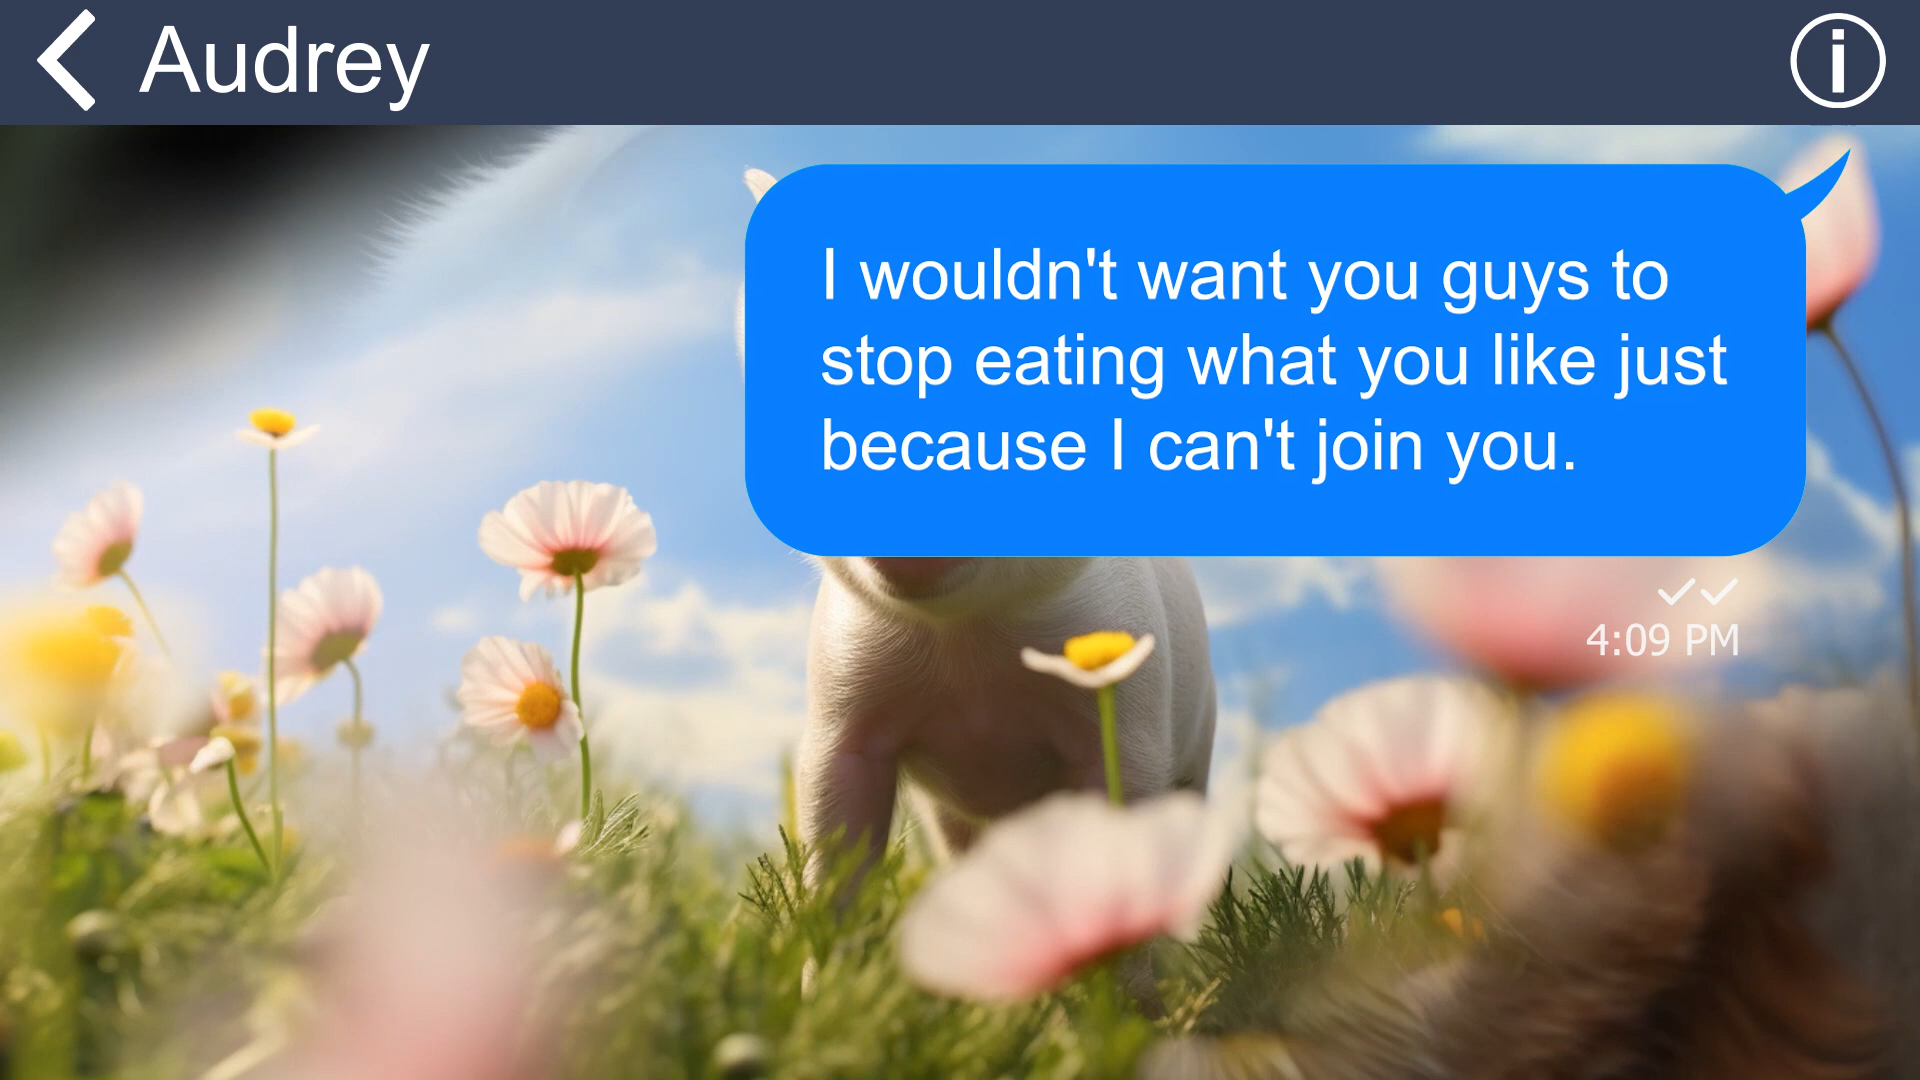 Audrey
I wouldn't want you guys to
stop eating what you like just
because I can't join you.
4:09 PM